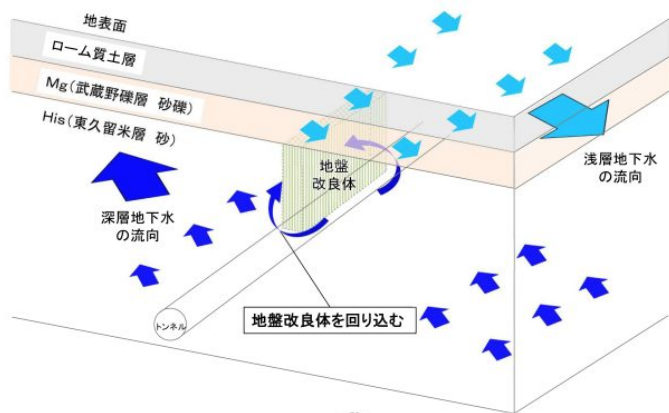 地表面
ローム質土層
Mg(武蔵野礫層 砂礫)
His(東久留米層 砂)
地盤
改良体
浅層地下水
の流向
深層地下水
の流向
地盤改良体を回り込む
トンネル